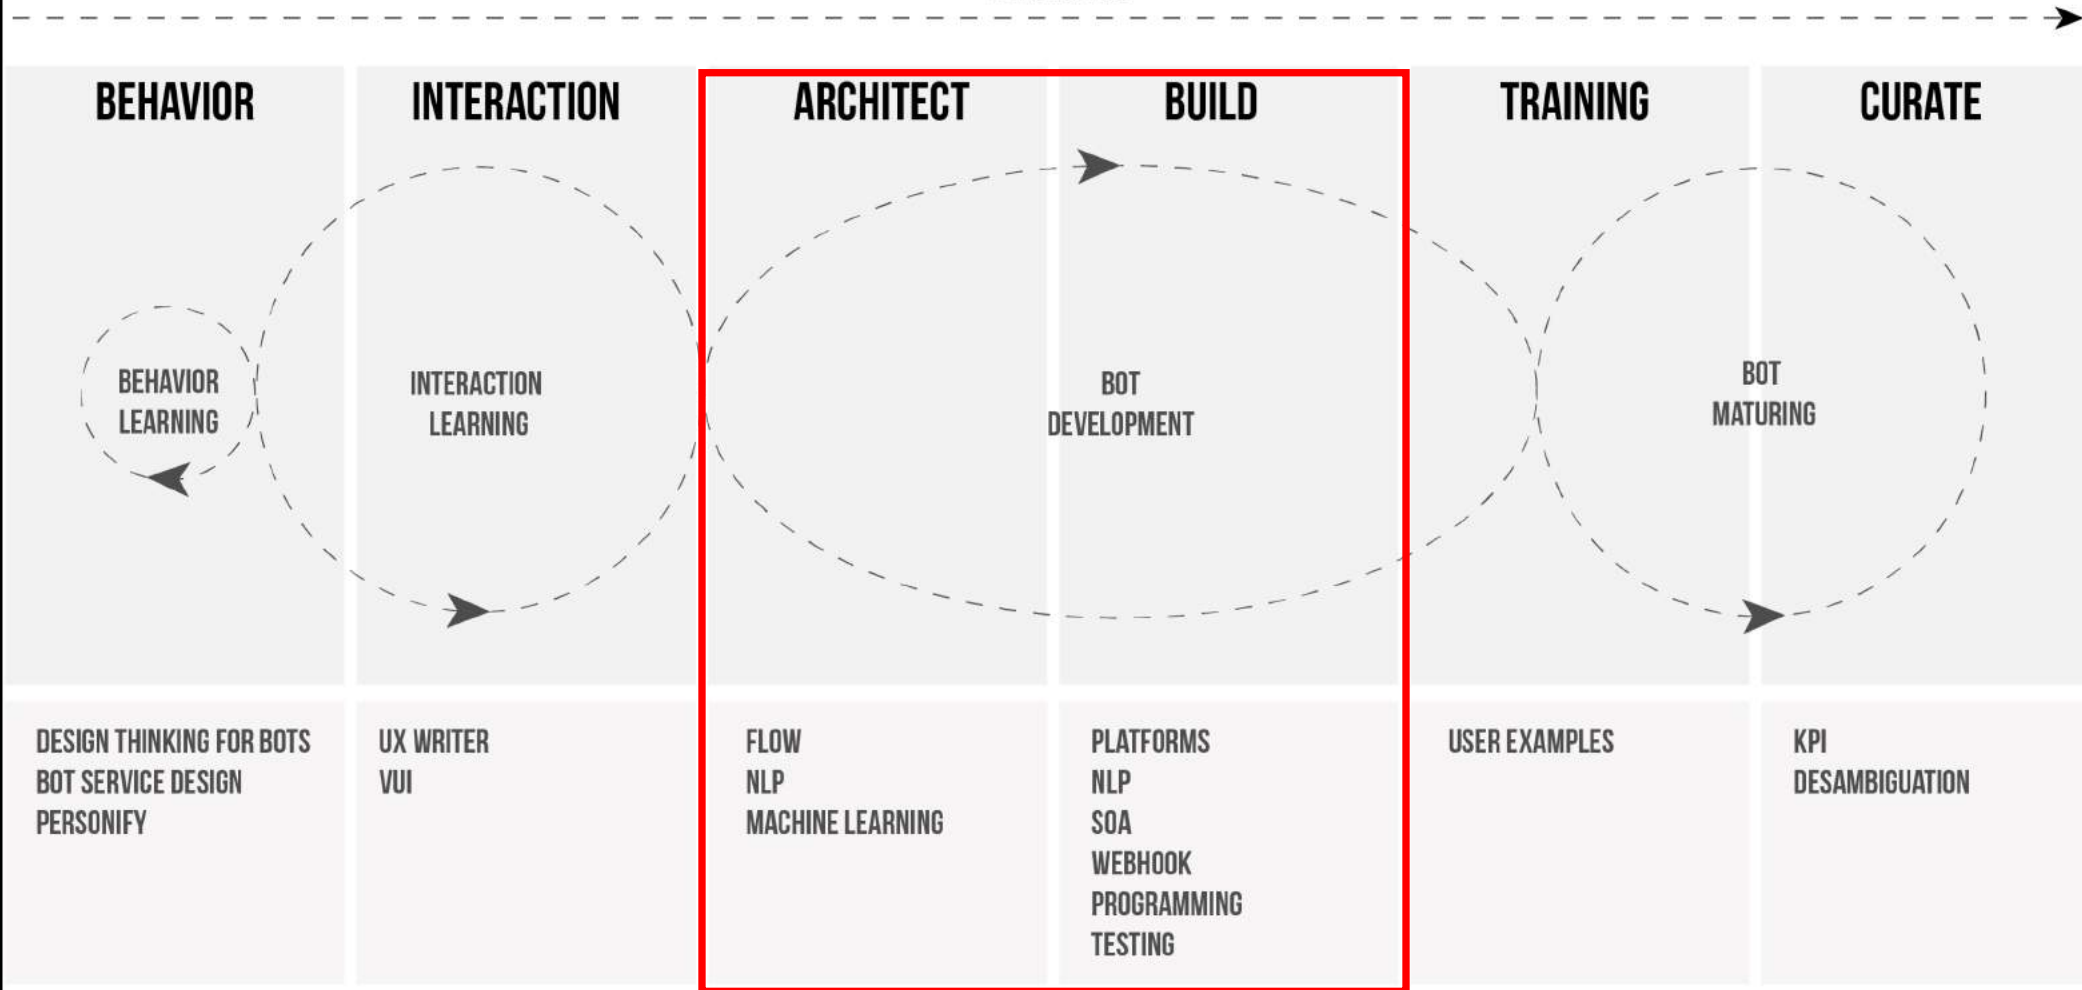 BEHAVIOR
INTERACTION
ARCHITECT
BUILD
TRAINING
CURATE
BEHAVIOR
LEARNING
INTERACTION
LEARNING
BOT
DEVELOPMENT
BOT
MATURING
DESIGN THINKING FOR BOTS
BOT SERVICE DESIGN
PERSONIFY
UX WRITER
VUI
FLOW
NLP
MACHINE LEARNING
PLATFORMS
NLP
SOA
WEBHOOK
PROGRAMMING
TESTING
USER EXAMPLES
KPI
DESAMBIGUATION